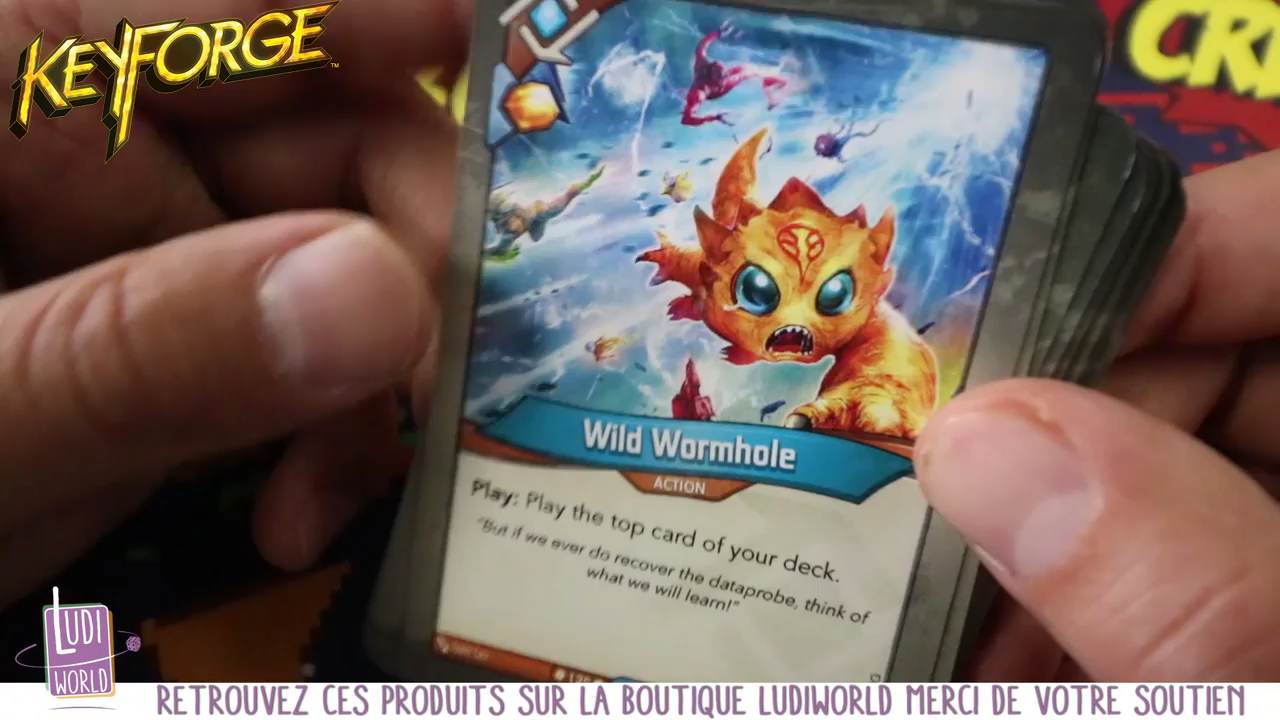 KEYFORGE™
CR
Wild Wormhole
ACTION
Play: Play the top card of your deck.
"But if we ever do recover the dataprobe, think of
what we will learn!"
LUDI
WORLD
RETROUVEZ CES PRODUITS SUR LA BOUTIQUE LUDIWORLD MERCI DE VOTRE SOUTIEN